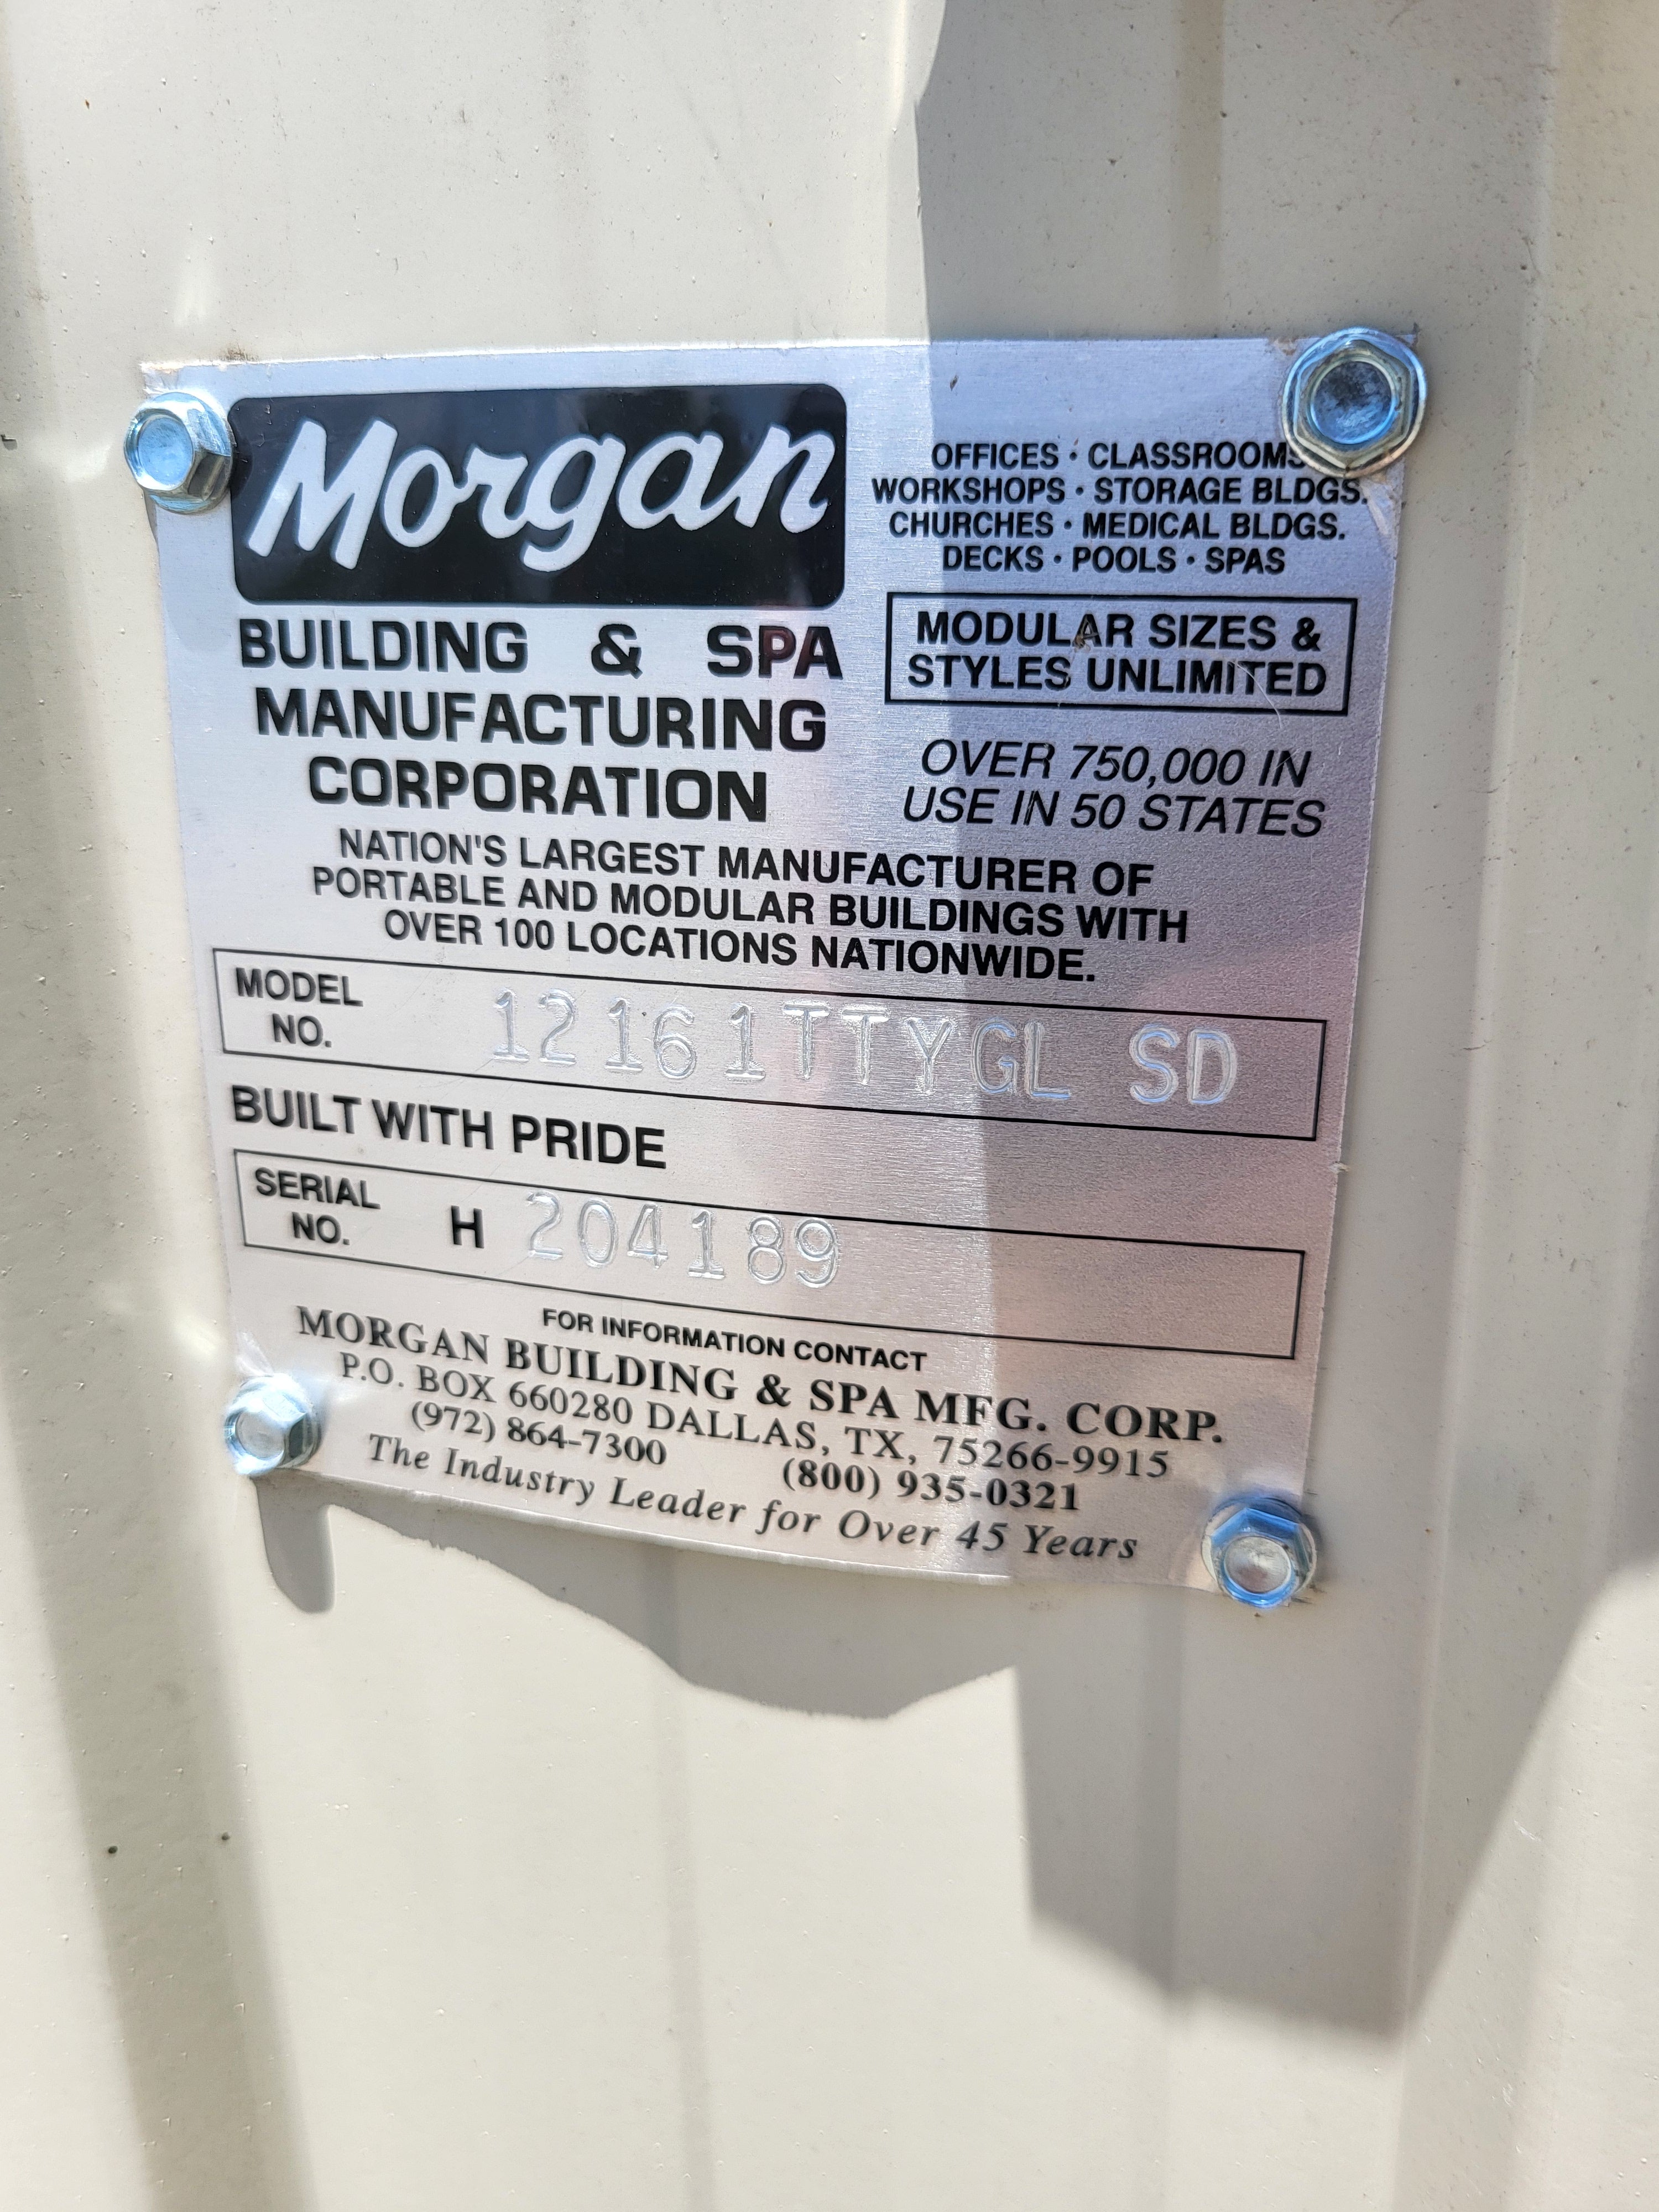 Morgan
BUILDING & SPA
MANUFACTURING
CORPORATION
OFFICES · CLASSROOMS
WORKSHOPS · STORAGE BLDGS.
CHURCHES · MEDICAL BLDGS.
DECKS · POOLS · SPAS
MODULAR SIZES &
STYLES UNLIMITED
OVER 750,000 IN
USE IN 50 STATES
NATION'S LARGEST MANUFACTURER OF
PORTABLE AND MODULAR BUILDINGS WITH
OVER 100 LOCATIONS NATIONWIDE.
MODEL
NO. 12161TTYGL SD
BUILT WITH PRIDE
SERIAL
NO. H 204189
FOR INFORMATION CONTACT
MORGAN BUILDING & SPA MFG. CORP.
P.O. BOX 660280 DALLAS, TX, 75266-9915
(972) 864-7300 (800) 935-0321
The Industry Leader for Over 45 Years